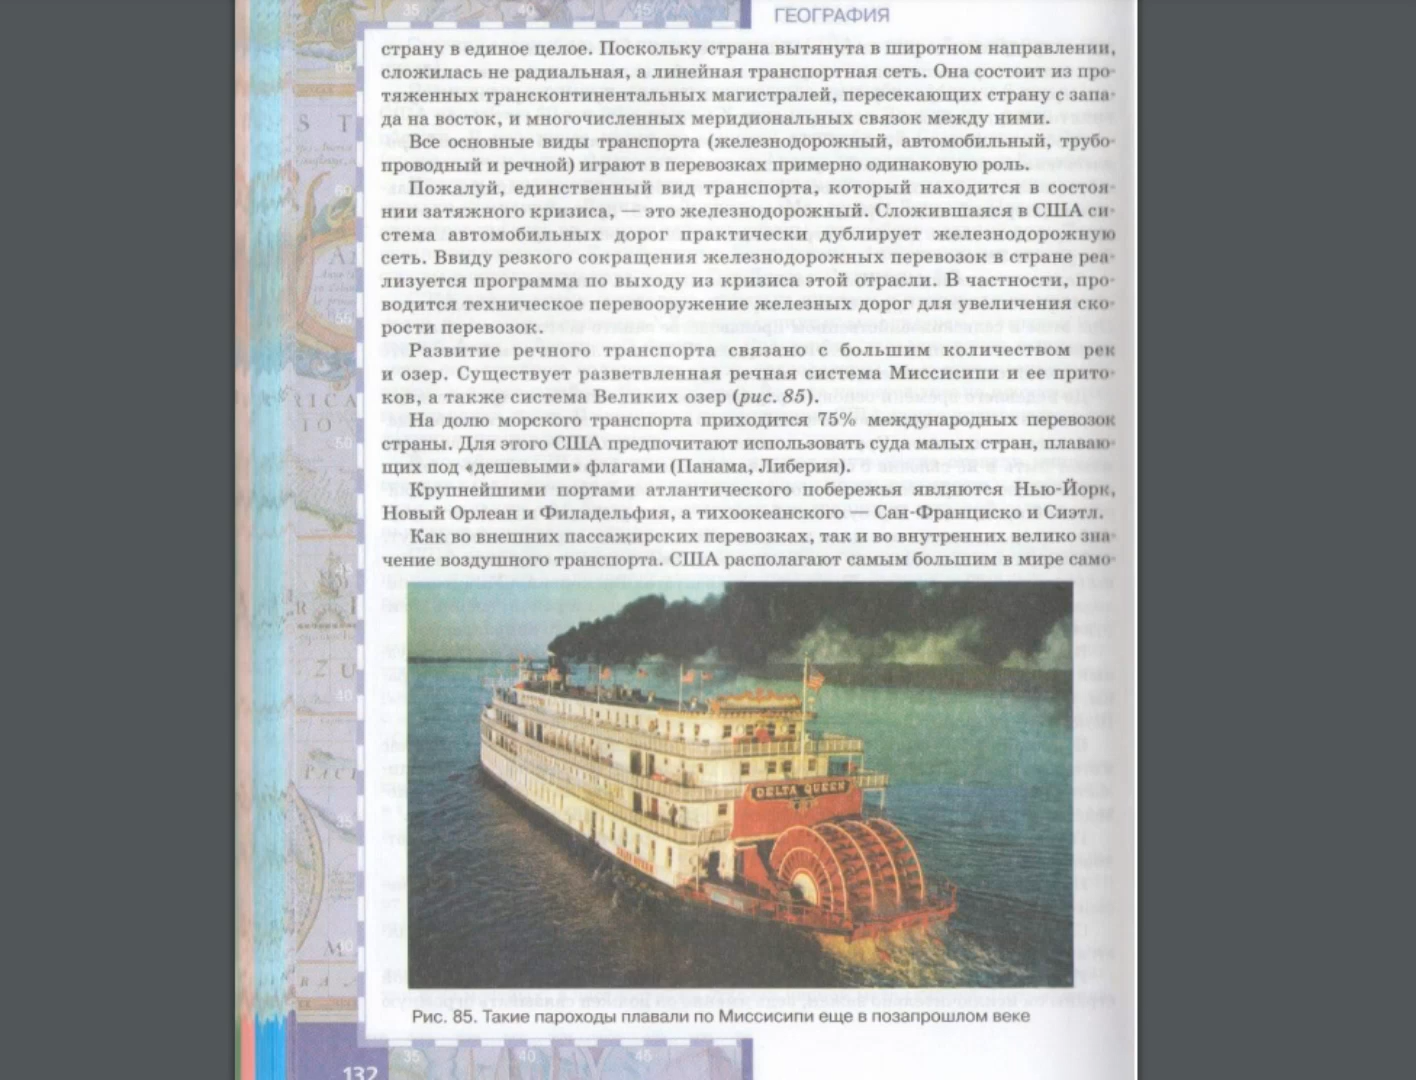 35 40 45
ГЕОГРАФИЯ
страну в единое целое. Поскольку страна вытянута в широтном направлении,
сложилась не радиальная, а линейная транспортная сеть. Она состоит из про-
тяженных трансконтинентальных магистралей, пересекающих страну с запа-
да на восток, и многочисленных меридиональных связок между ними.
Все основные виды транспорта (железнодорожный, автомобильный, трубо-
проводный и речной) играют в перевозках примерно одинаковую роль.
Пожалуй, единственный вид транспорта, который находится в состоя-
нии затяжного кризиса, — это железнодорожный. Сложившаяся в США си-
стема автомобильных дорог практически дублирует железнодорожную
сеть. Ввиду резкого сокращения железнодорожных перевозок в стране реа-
лизуется программа по выходу из кризиса этой отрасли. В частности, про-
водится техническое перевооружение железных дорог для увеличения ско-
рости перевозок.
Развитие речного транспорта связано с большим количеством рек
и озер. Существует разветвленная речная система Миссисипи и ее прито-
ков, а также система Великих озер (рис. 85).
На долю морского транспорта приходится 75% международных перевозок
страны. Для этого США предпочитают использовать суда малых стран, плаваю-
щих под «дешевыми» флагами (Панама, Либерия).
Крупнейшими портами атлантического побережья являются Нью-Йорк,
Новый Орлеан и Филадельфия, а тихоокеанского — Сан-Франциско и Сиэтл.
Как во внешних пассажирских перевозках, так и во внутренних велико зна-
чение воздушного транспорта. США располагают самым большим в мире само-
DELTA QUEEN
Рис. 85. Такие пароходы плавали по Миссисипи еще в позапрошлом веке
132
35 40 45